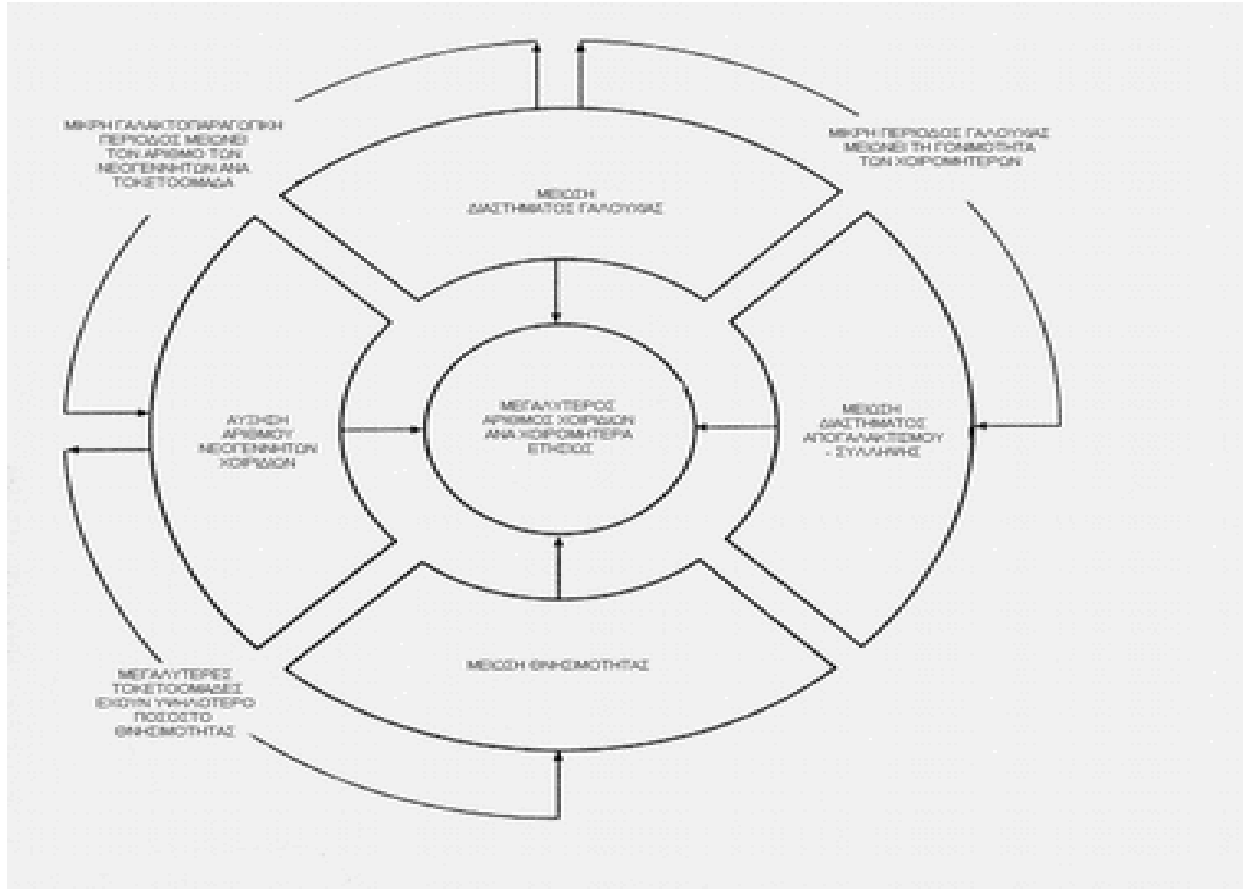 ΜΙΚΡΗ ΓΑΛΑΚΤΟΠΑΡΑΓΩΓΙΚΗ
ΠΕΡΙΟΔΟΣ ΜΕΙΩΝΕΙ
ΤΟΝ ΑΡΙΘΜΟ ΤΩΝ
ΝΕΟΓΕΝΝΗΤΩΝ ΑΝΑ
ΤΟΚΕΤΟΟΜΑΔΑ
ΜΙΚΡΗ ΠΕΡΙΟΔΟΣ ΓΑΛΟΥΧΙΑΣ
ΜΕΙΩΝΕΙ ΤΗ ΓΟΝΙΜΟΤΗΤΑ
ΤΩΝ ΧΟΙΡΟΜΗΤΕΡΩΝ
ΜΕΙΩΣΗ
ΔΙΑΣΤΗΜΑΤΟΣ ΓΑΛΟΥΧΙΑΣ
ΑΥΞΗΣΗ
ΑΡΙΘΜΟΥ
ΝΕΟΓΕΝΝΗΤΩΝ
ΧΟΙΡΙΔΙΩΝ
ΜΕΓΑΛΥΤΕΡΟΣ
ΑΡΙΘΜΟΣ ΧΟΙΡΙΔΙΩΝ
ΑΝΑ ΧΟΙΡΟΜΗΤΕΡΑ
ΕΤΗΣΙΩΣ
ΜΕΙΩΣΗ
ΔΙΑΣΤΗΜΑΤΟΣ
ΑΠΟΓΑΛΑΚΤΙΣΜΟΥ
- ΣΥΛΛΗΨΗΣ
ΜΕΙΩΣΗ ΘΝΗΣΙΜΟΤΗΤΑΣ
ΜΕΓΑΛΥΤΕΡΕΣ
ΤΟΚΕΤΟΟΜΑΔΕΣ
ΕΧΟΥΝ ΥΨΗΛΟΤΕΡΟ
ΠΟΣΟΣΤΟ
ΘΝΗΣΙΜΟΤΗΤΑΣ